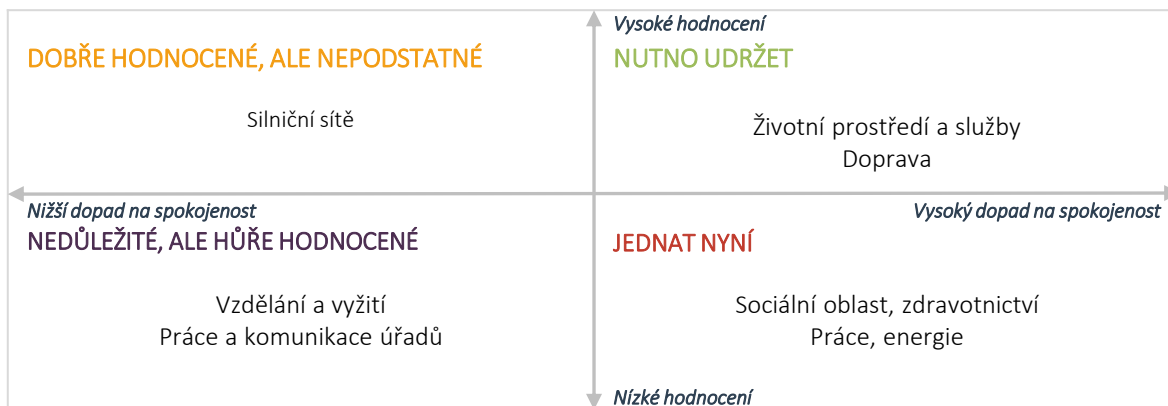 Vysoké hodnocení
DOBŘE HODNOCENÉ, ALE NEPODSTATNÉ
NUTNO UDRŽET
Silniční sítě
Životní prostředí a služby
Doprava
Nižší dopad na spokojenost
Vysoký dopad na spokojenost
NEDŮLEŽITÉ, ALE HŮŘE HODNOCENÉ
JEDNAT NYNÍ
Vzdělání a vyžití
Práce a komunikace úřadů
Sociální oblast, zdravotnictví
Práce, energie
Nízké hodnocení